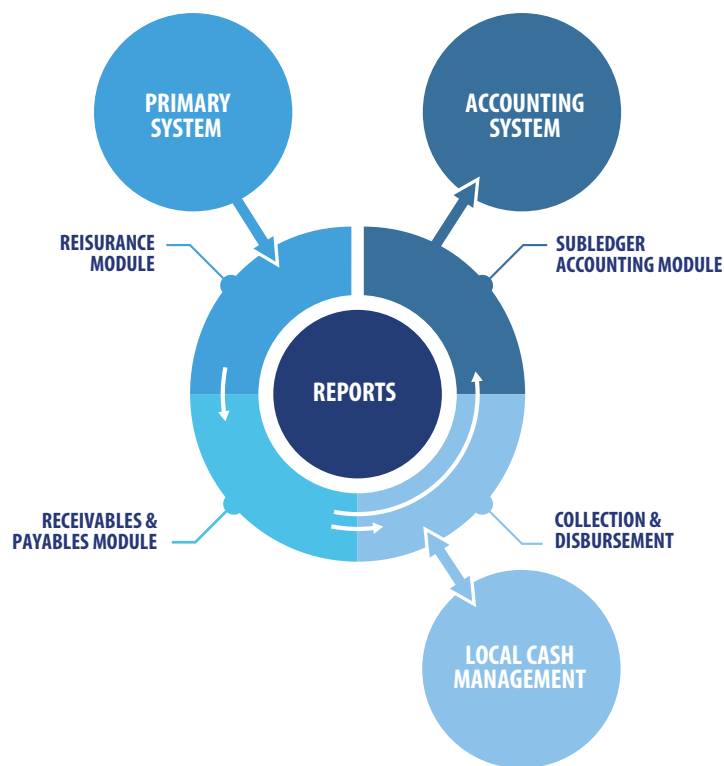 PRIMARY
SYSTEM
ACCOUNTING
SYSTEM
REISURANCE
MODULE
SUBLEDGER
ACCOUNTING MODULE
REPORTS
RECEIVABLES &
PAYABLES MODULE
COLLECTION &
DISBURSEMENT
LOCAL CASH
MANAGEMENT